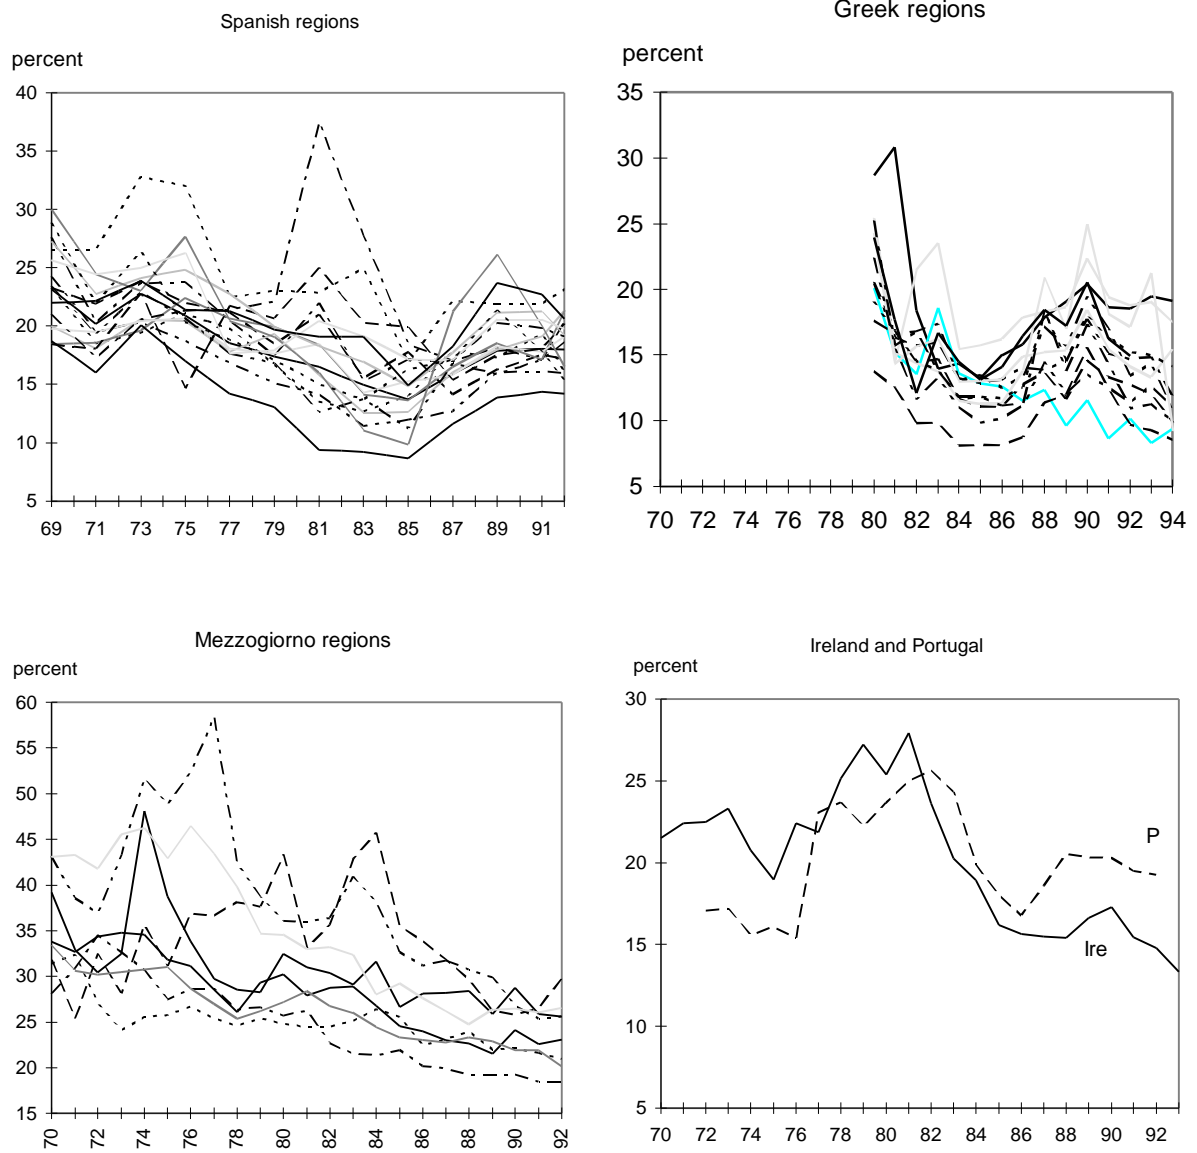 Spanish regions
percent
40
35
30
25
20
15
10
5
69 71 73 75 77 79 81 83 85 87 89 91
Greek regions
percent
35
30
25
20
15
10
5
70 72 74 76 78 80 82 84 86 88 90 92 94
Mezzogiorno regions
percent
60
55
50
45
40
35
30
25
20
15
70 72 74 76 78 80 82 84 86 88 90 92
Ireland and Portugal
percent
30
25
20
15
10
5
P
Ire
70 72 74 76 78 80 82 84 86 88 90 92